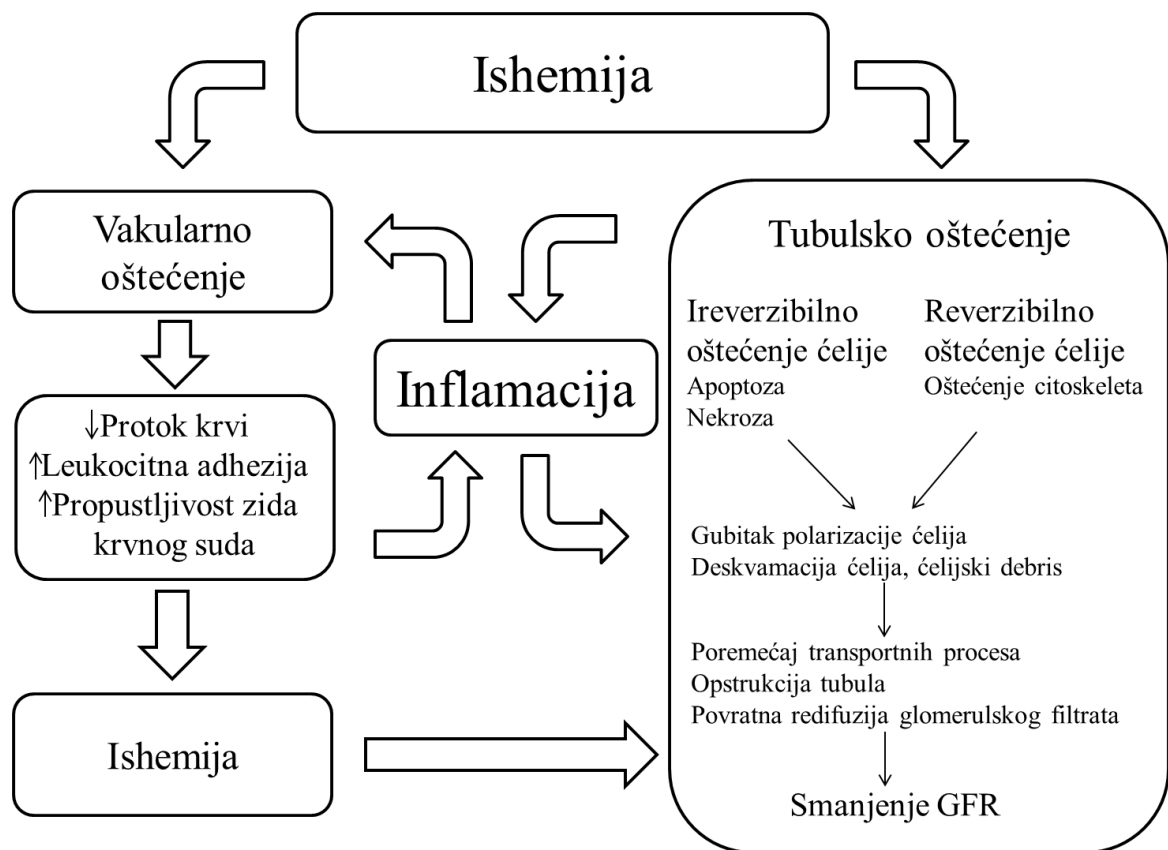 Ishemija
Vakularno
oštećenje
↓Protok krvi
↑Leukocitna adhezija
↑Propustljivost zida
krvnog suda
Ishemija
Inflamacija
Tubulsko oštećenje
Ireverzibilno
oštećenje ćelije
Apoptoza
Nekroza
Reverzibilno
oštećenje ćelije
Oštećenje citoskeleta
Gubitak polarizacije ćelija
Deskvamacija ćelija, ćelijski debris
Poremećaj transportnih procesa
Opstrukcija tubula
Povratna redifuzija glomerulskog filtrata
Smanjenje GFR